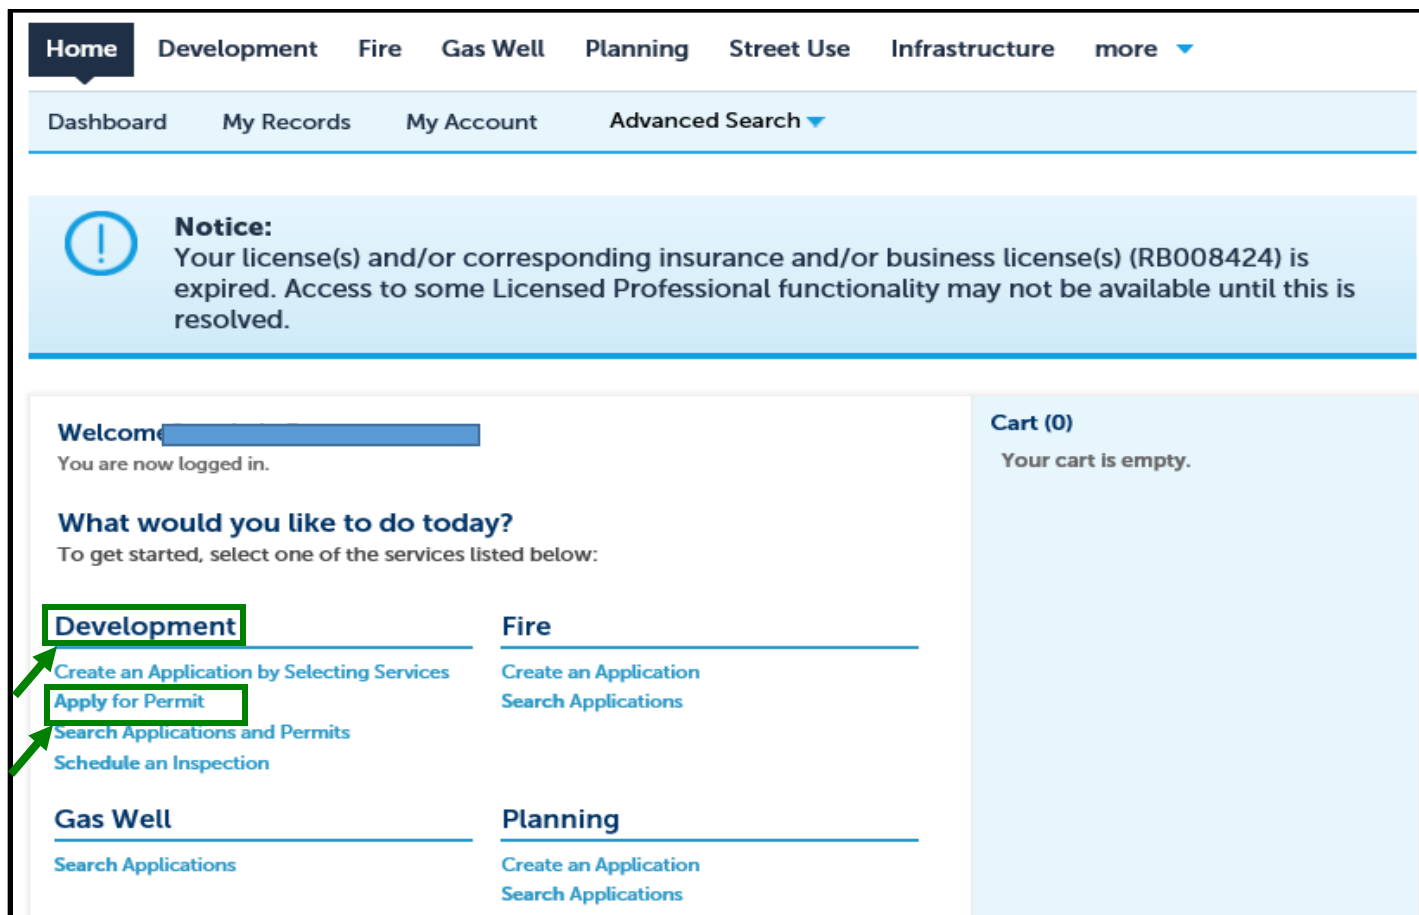 Home Development Fire Gas Well Planning Street Use Infrastructure more
Dashboard My Records My Account Advanced Search
Notice:
Your license(s) and/or corresponding insurance and/or business license(s) (RB008424) is
expired. Access to some Licensed Professional functionality may not be available until this is
resolved.
Welcome
You are now logged in.
What would you like to do today?
To get started, select one of the services listed below:
Development
Create an Application by Selecting Services
Apply for Permit
Search Applications and Permits
Schedule an Inspection
Fire
Create an Application
Search Applications
Gas Well
Search Applications
Planning
Create an Application
Search Applications
Cart (0)
Your cart is empty.